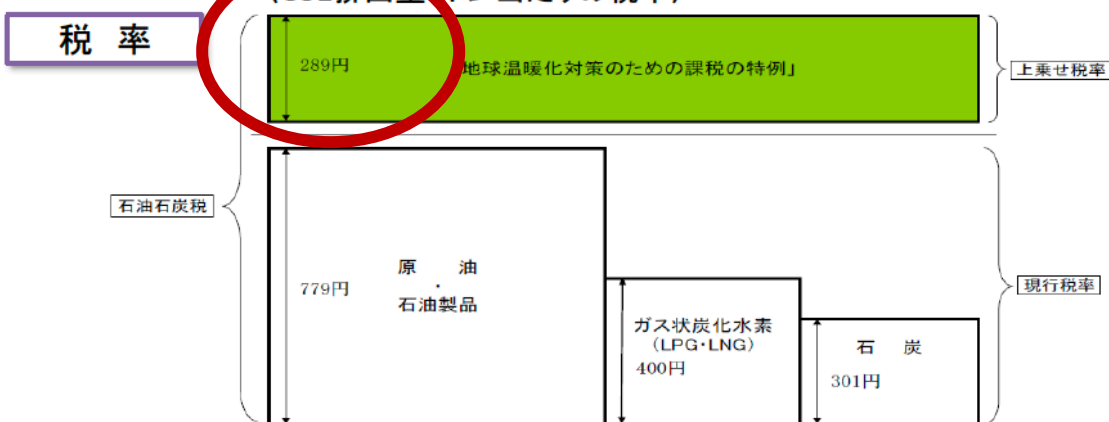 税 率
289円
地球温暖化対策のための課税の特例」
上乗せ税率
石油石炭税
779円
原 油
・
石油製品
ガス状炭化水素
(LPG・LNG)
400円
石 炭
301円
現行税率